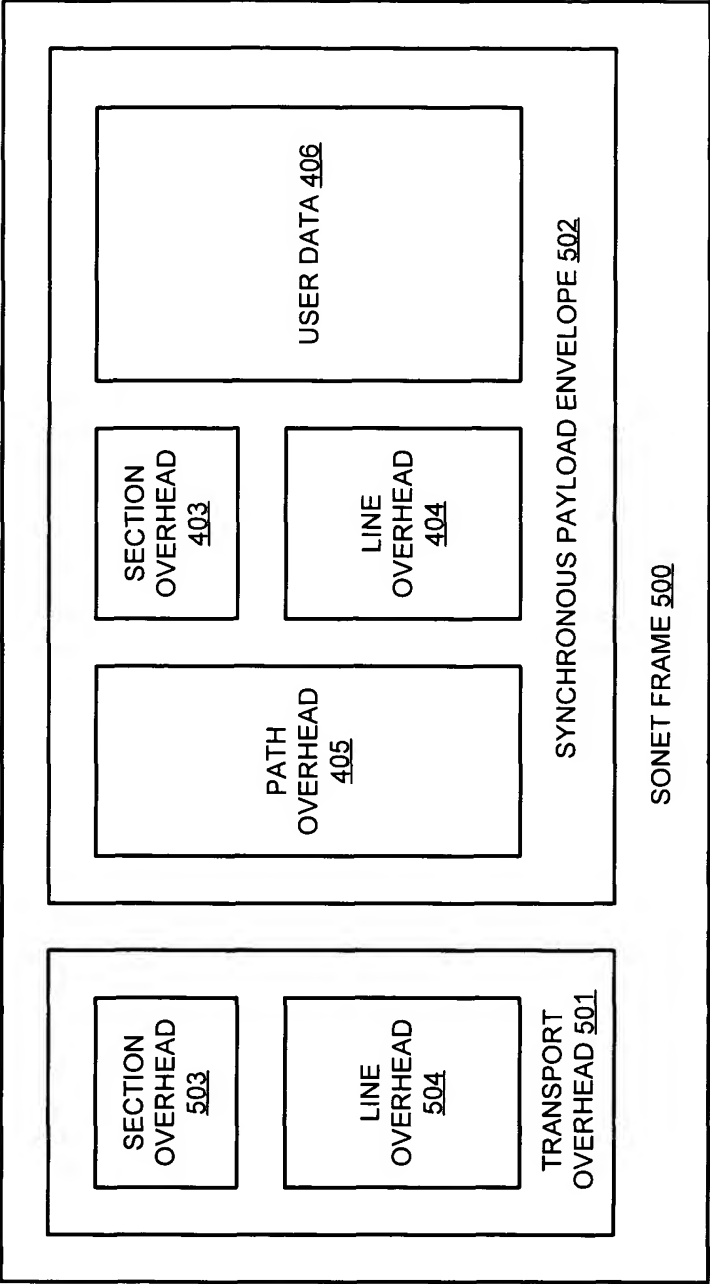 SECTION
OVERHEAD
503
LINE
OVERHEAD
504
TRANSPORT
OVERHEAD 501
PATH
OVERHEAD
405
SECTION
OVERHEAD
403
LINE
OVERHEAD
404
USER DATA 406
SYNCHRONOUS PAYLOAD ENVELOPE 502
SONET FRAME 500